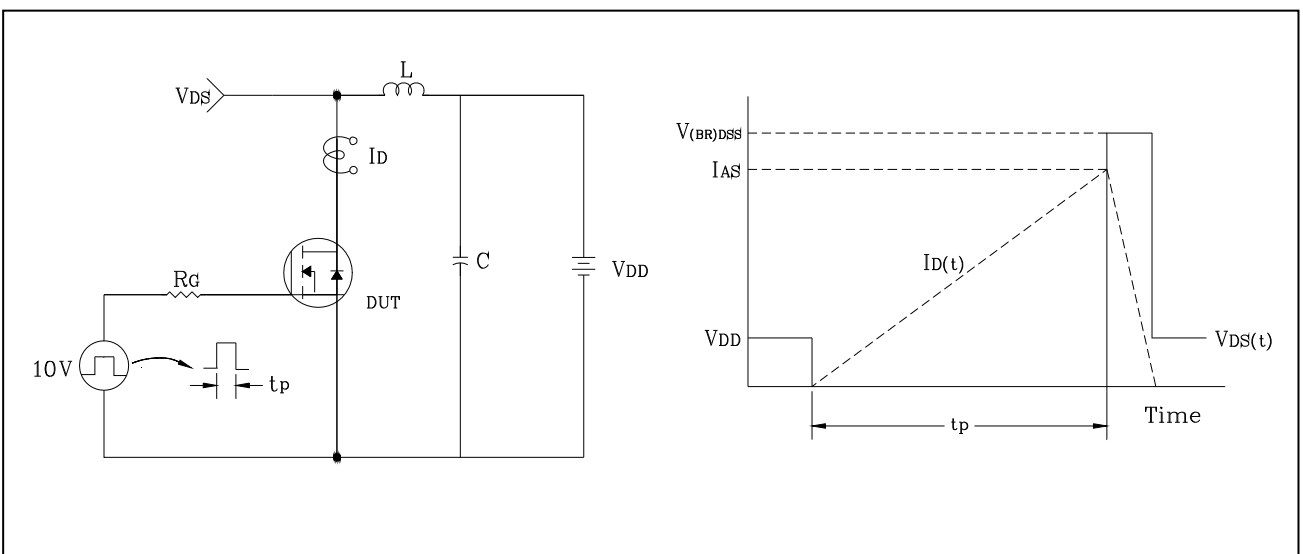 L
VDS
ID
RG
C
VDD
DUT
10V
tp
V(BR)DSS
IAS
ID(t)
VDD
VDS(t)
tp
Time